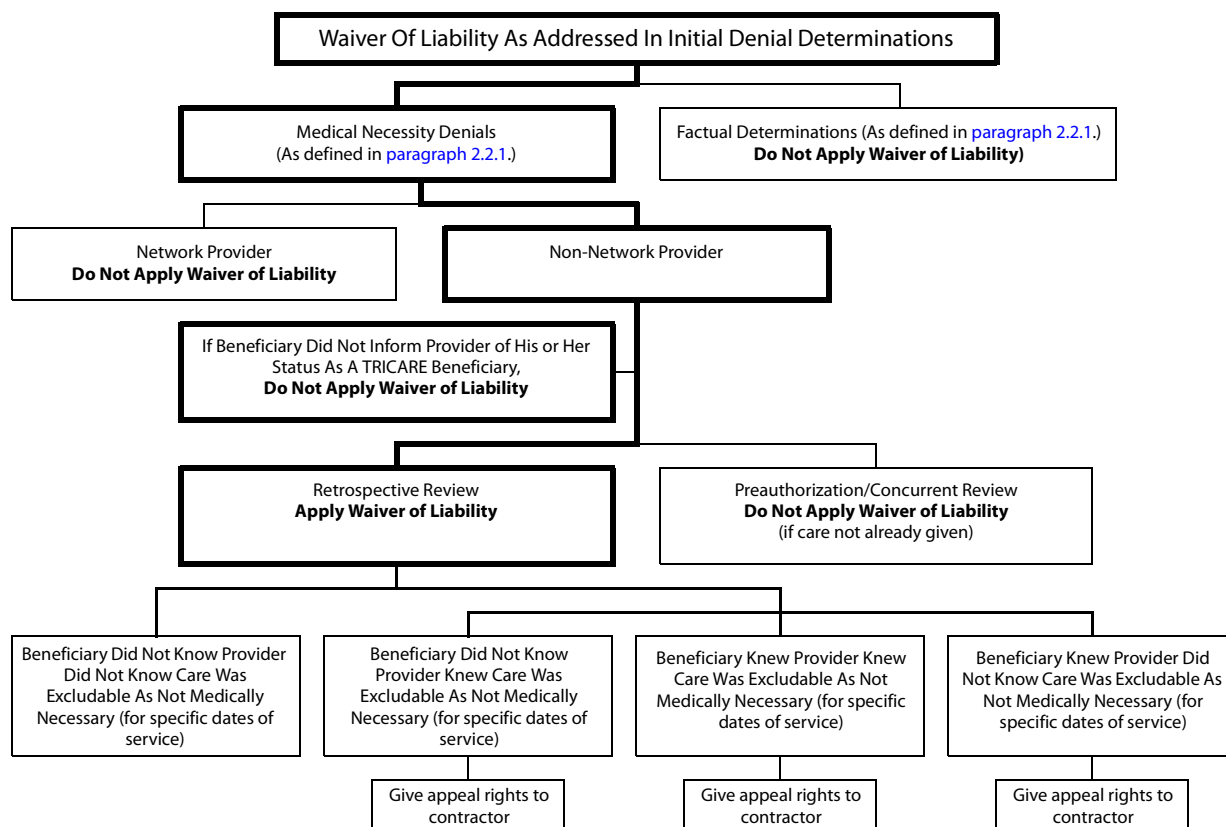 Waiver Of Liability As Addressed In Initial Denial Determinations
Medical Necessity Denials
(As defined in paragraph 2.2.1.)
Factual Determinations (As defined in paragraph 2.2.1.)
Do Not Apply Waiver of Liability)
Network Provider
Do Not Apply Waiver of Liability
Non-Network Provider
If Beneficiary Did Not Inform Provider of His or Her
Status As A TRICARE Beneficiary,
Do Not Apply Waiver of Liability
Retrospective Review
Apply Waiver of Liability
Preauthorization/Concurrent Review
Do Not Apply Waiver of Liability
(if care not already given)
Beneficiary Did Not Know Provider
Did Not Know Care Was
Excludable As Not Medically
Necessary (for specific dates of
service)
Beneficiary Did Not Know
Provider Knew Care Was
Excludable As Not Medically
Necessary (for specific dates of
service)
Beneficiary Knew Provider Knew
Care Was Excludable As Not
Medically Necessary (for specific
dates of service)
Beneficiary Knew Provider Did
Not Know Care Was Excludable As
Not Medically Necessary (for
specific dates of service)
Give appeal rights to
contractor
Give appeal rights to
contractor
Give appeal rights to
contractor